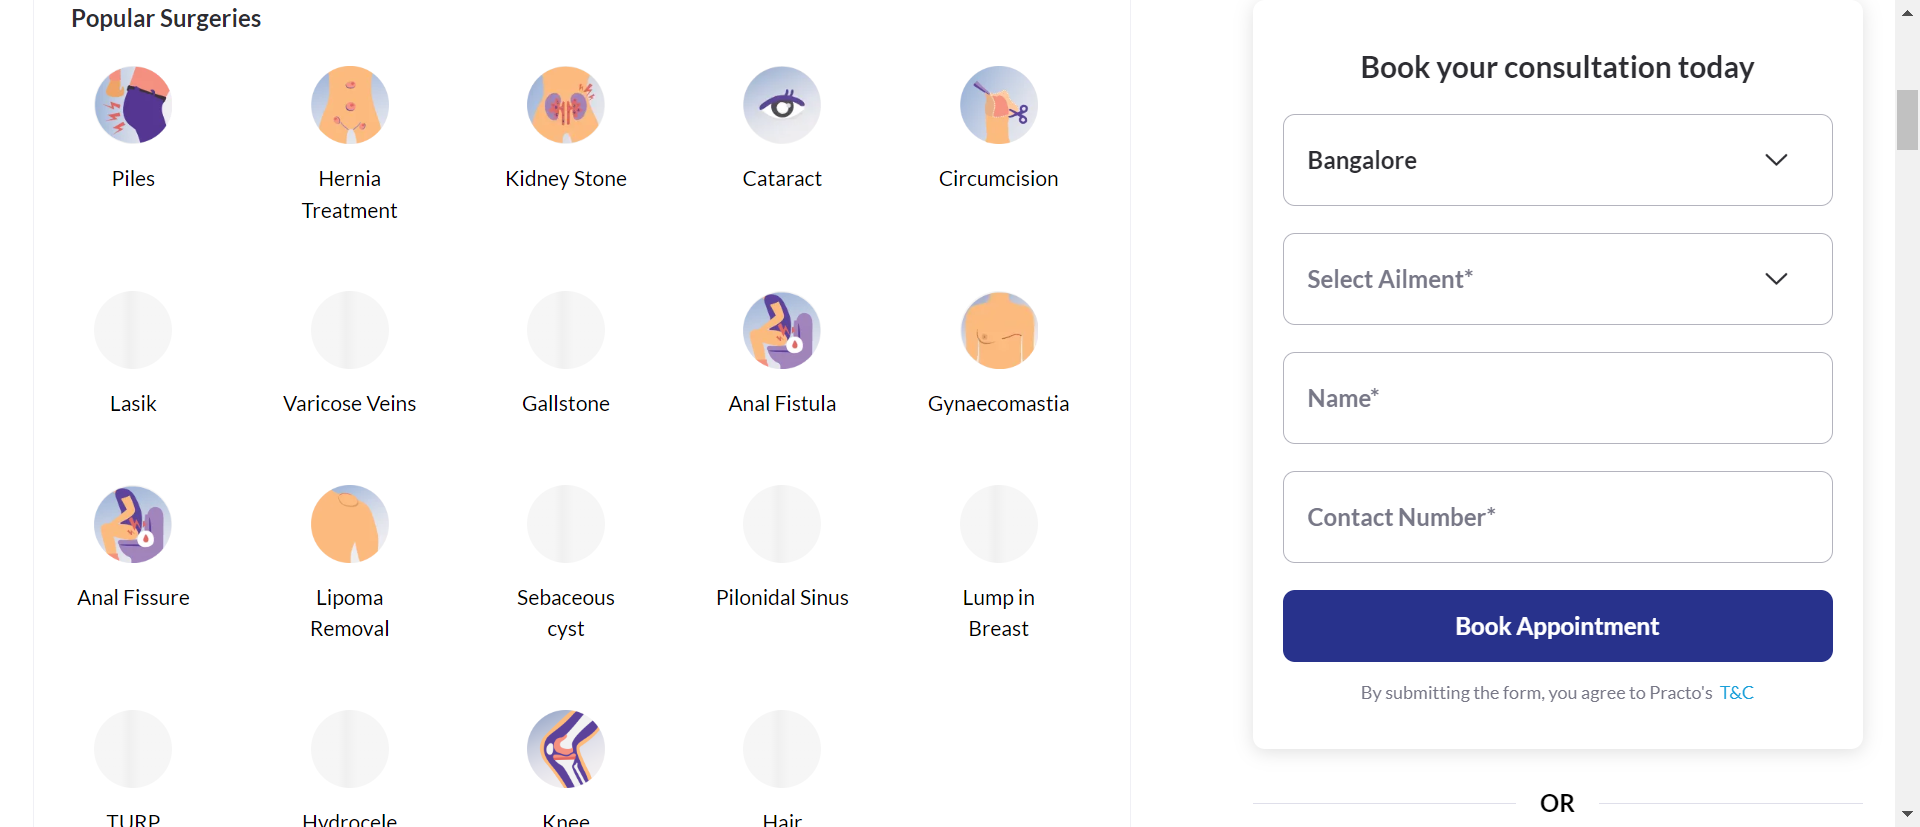 Popular Surgeries
Piles
Hernia
Treatment
Kidney Stone
Cataract
Circumcision
Lasik
Varicose Veins
Gallstone
Anal Fistula
Gynaecomastia
Anal Fissure
Lipoma
Removal
Sebaceous
cyst
Pilonidal Sinus
Lump in
Breast
TURP
Hydrocele
Knee
Hair
Book your consultation today
Bangalore
Select Ailment*
Name*
Contact Number*
Book Appointment
By submitting the form, you agree to Practo's T&C
OR